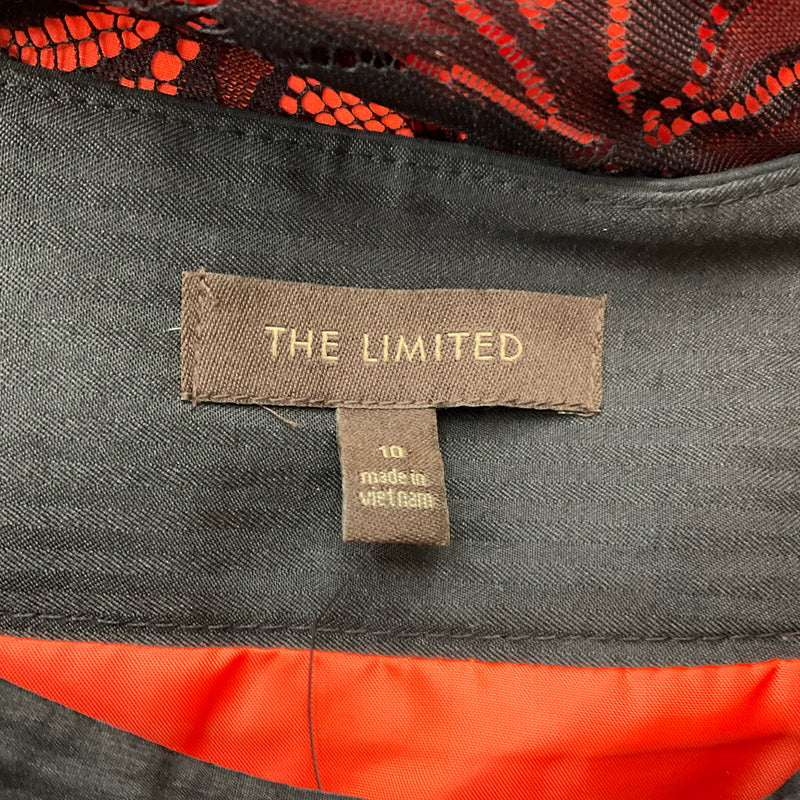 THE LIMITED
10
made in
vietnam